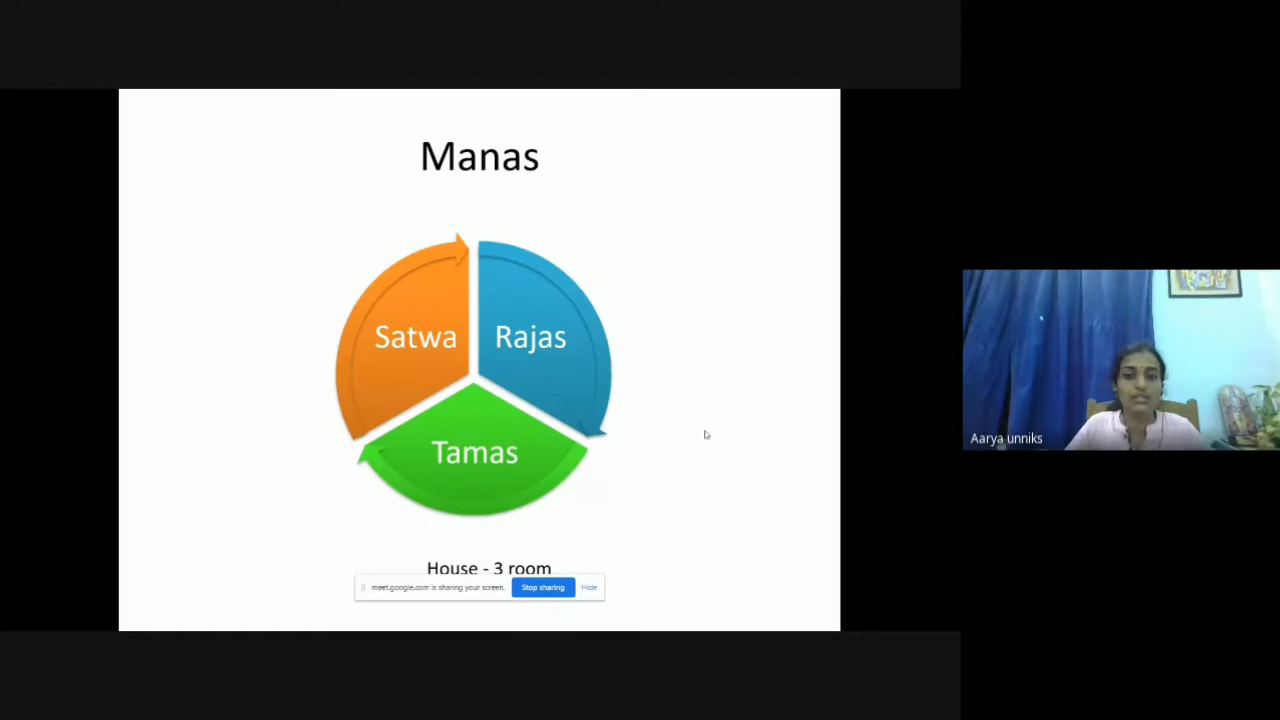 Manas
Satwa
Rajas
Tamas
House - 3 room
meet.google.com is sharing your screen.
Stop sharing
Hide
Aarya unniks